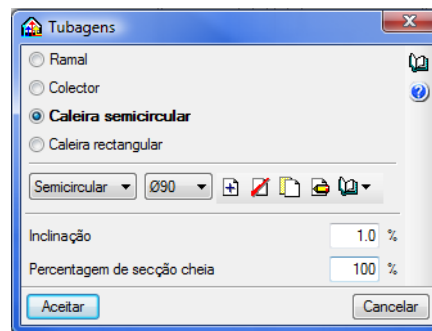 Tubagens
Ramal
Colector
Caleira semicircular
Caleira rectangular
Semicircular Ø90
Inclinação 1.0 %
Percentagem de secção cheia 100 %
Aceitar Cancelar